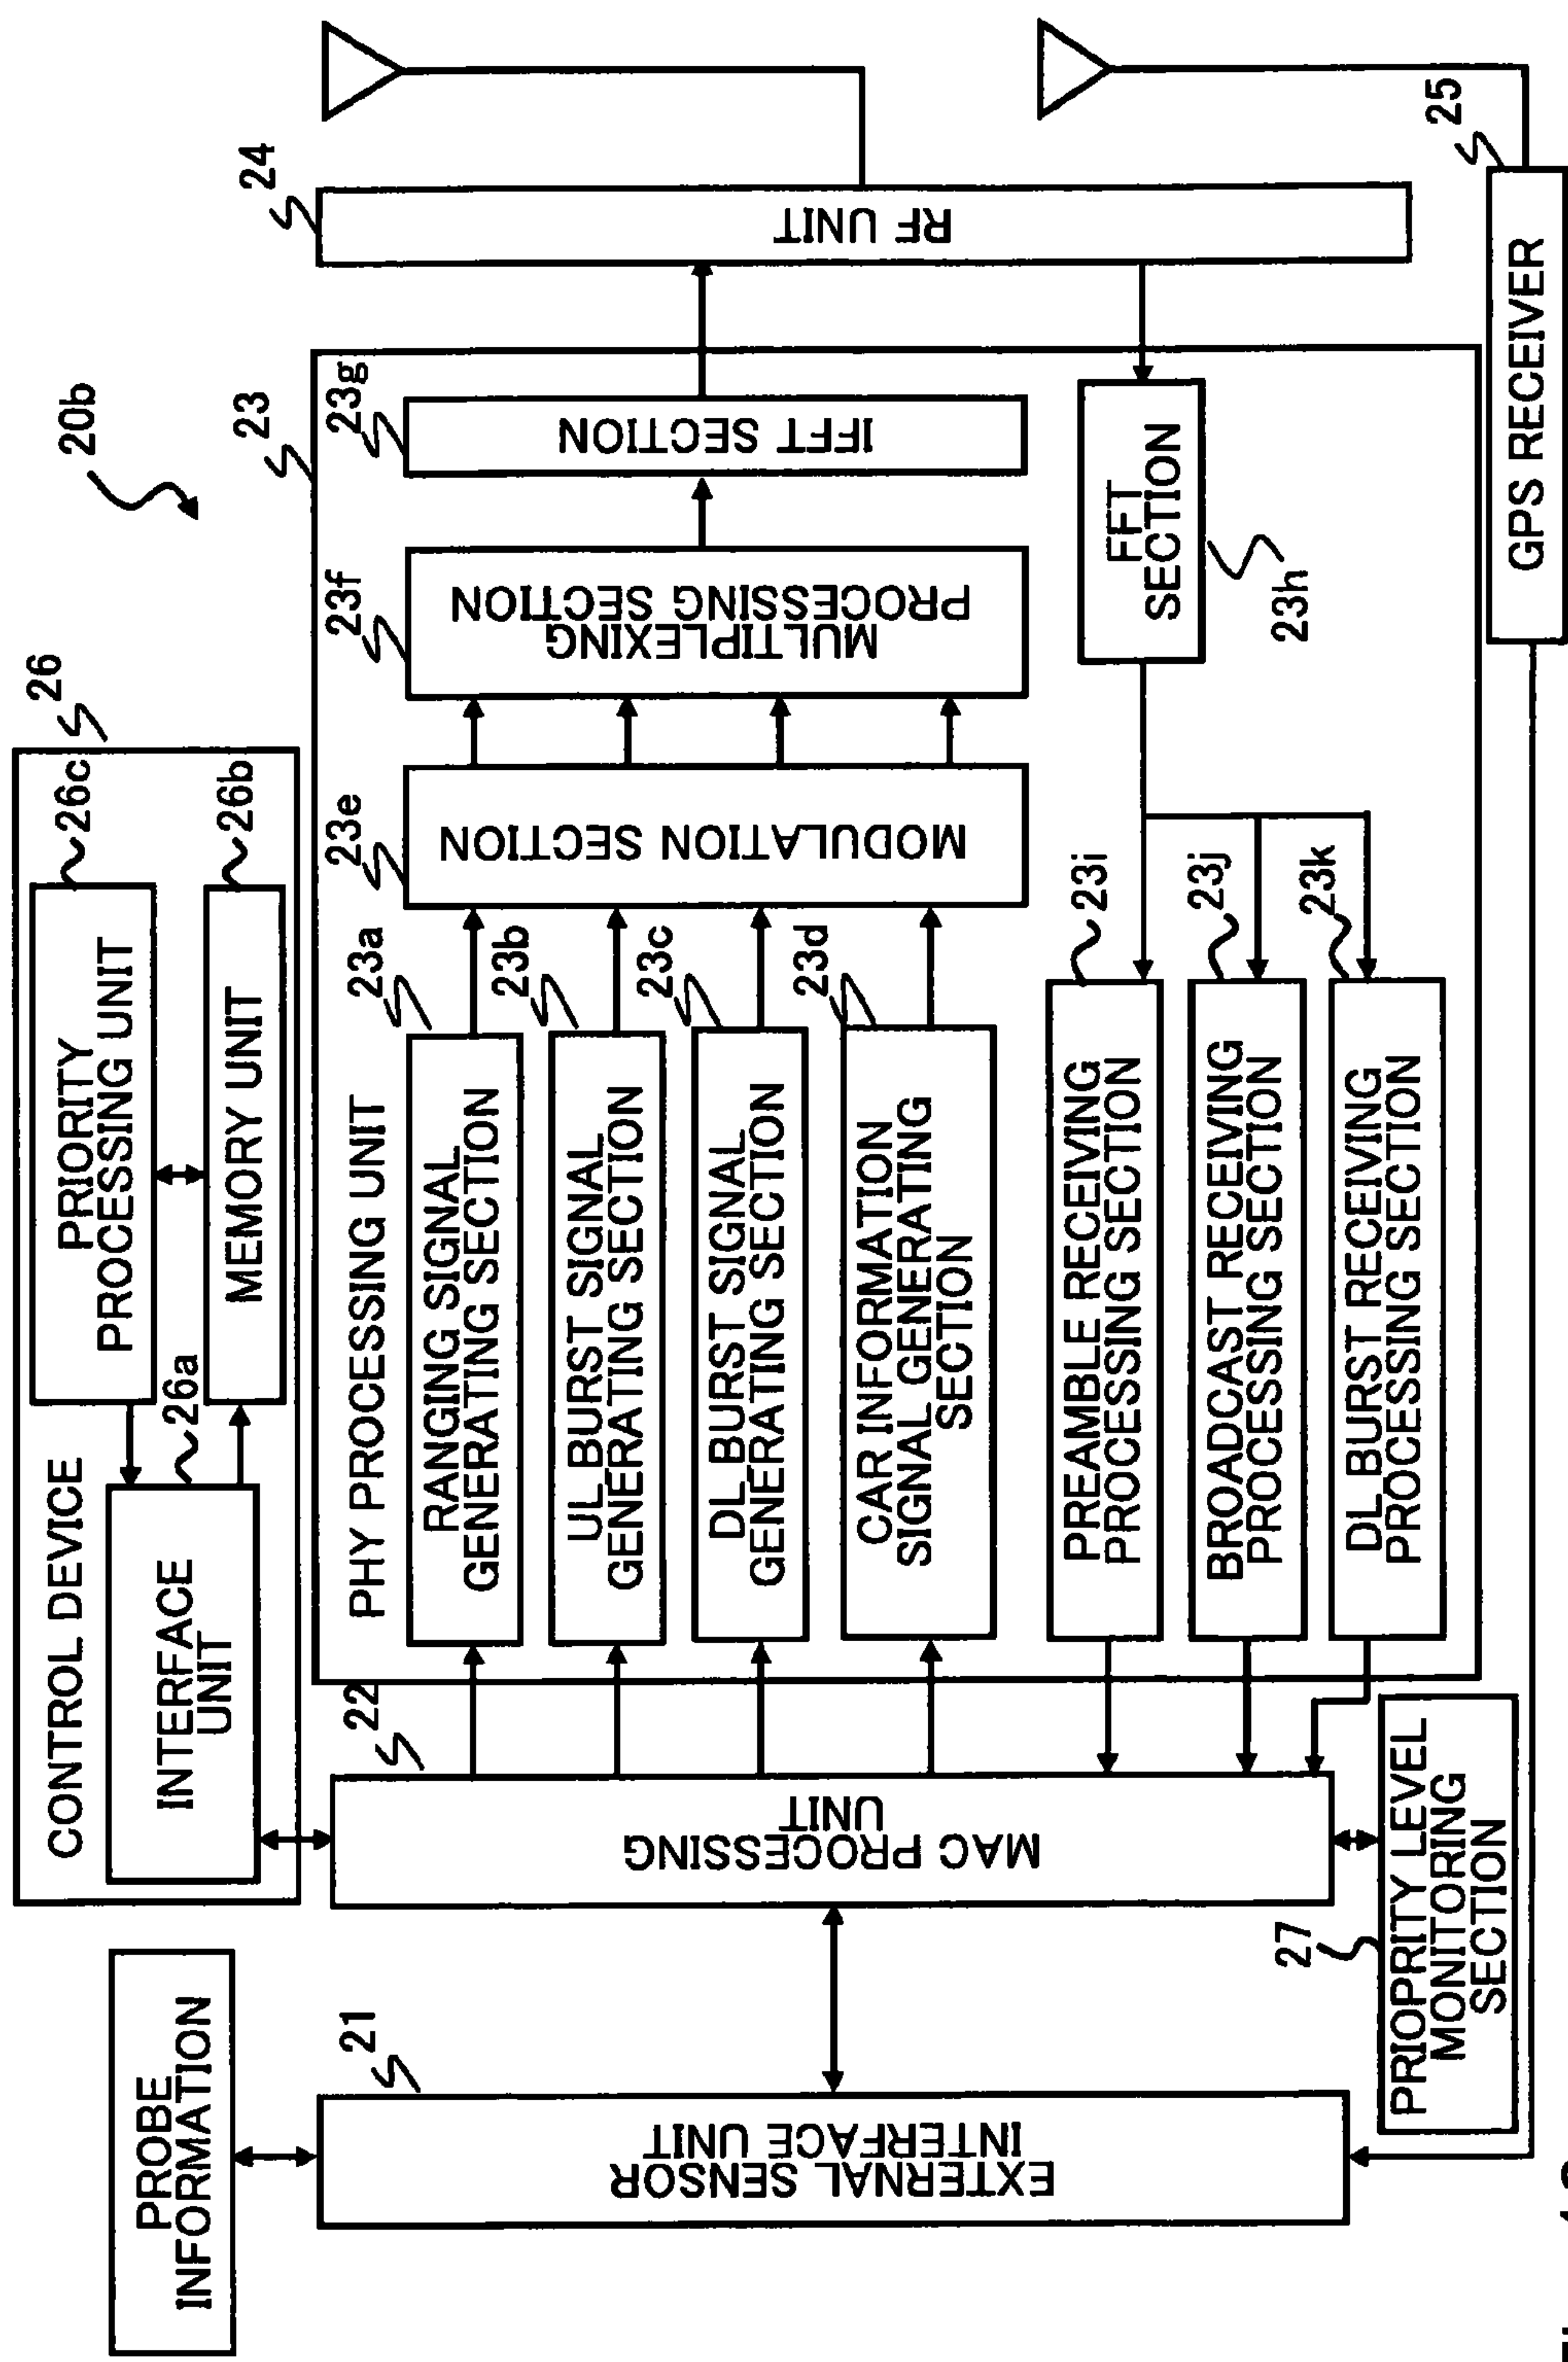 20b
26
CONTROL DEVICE
PRIORITY
PROCESSING UNIT
26c
INTERFACE
UNIT
26a
MEMORY UNIT
26b
PROBE
INFORMATION
21
EXTERNAL SENSOR
INTERFACE UNIT
22
MAC PROCESSING
UNIT
23
PHY PROCESSING UNIT
23a
RANGING SIGNAL
GENERATING SECTION
23b
UL BURST SIGNAL
GENERATING SECTION
23c
DL BURST SIGNAL
GENERATING SECTION
23d
CAR INFORMATION
SIGNAL GENERATING
SECTION
23e
MODULATION SECTION
23f
MULTIPLEXING
PROCESSING SECTION
23g
IFFT SECTION
24
RF UNIT
FFT
SECTION
23h
PREAMBLE RECEIVING
PROCESSING SECTION
23i
BROADCAST RECEIVING
PROCESSING SECTION
23j
DL BURST RECEIVING
PROCESSING SECTION
23k
27
PRIOPRITY LEVEL
MONITORING
SECTION
25
GPS RECEIVER